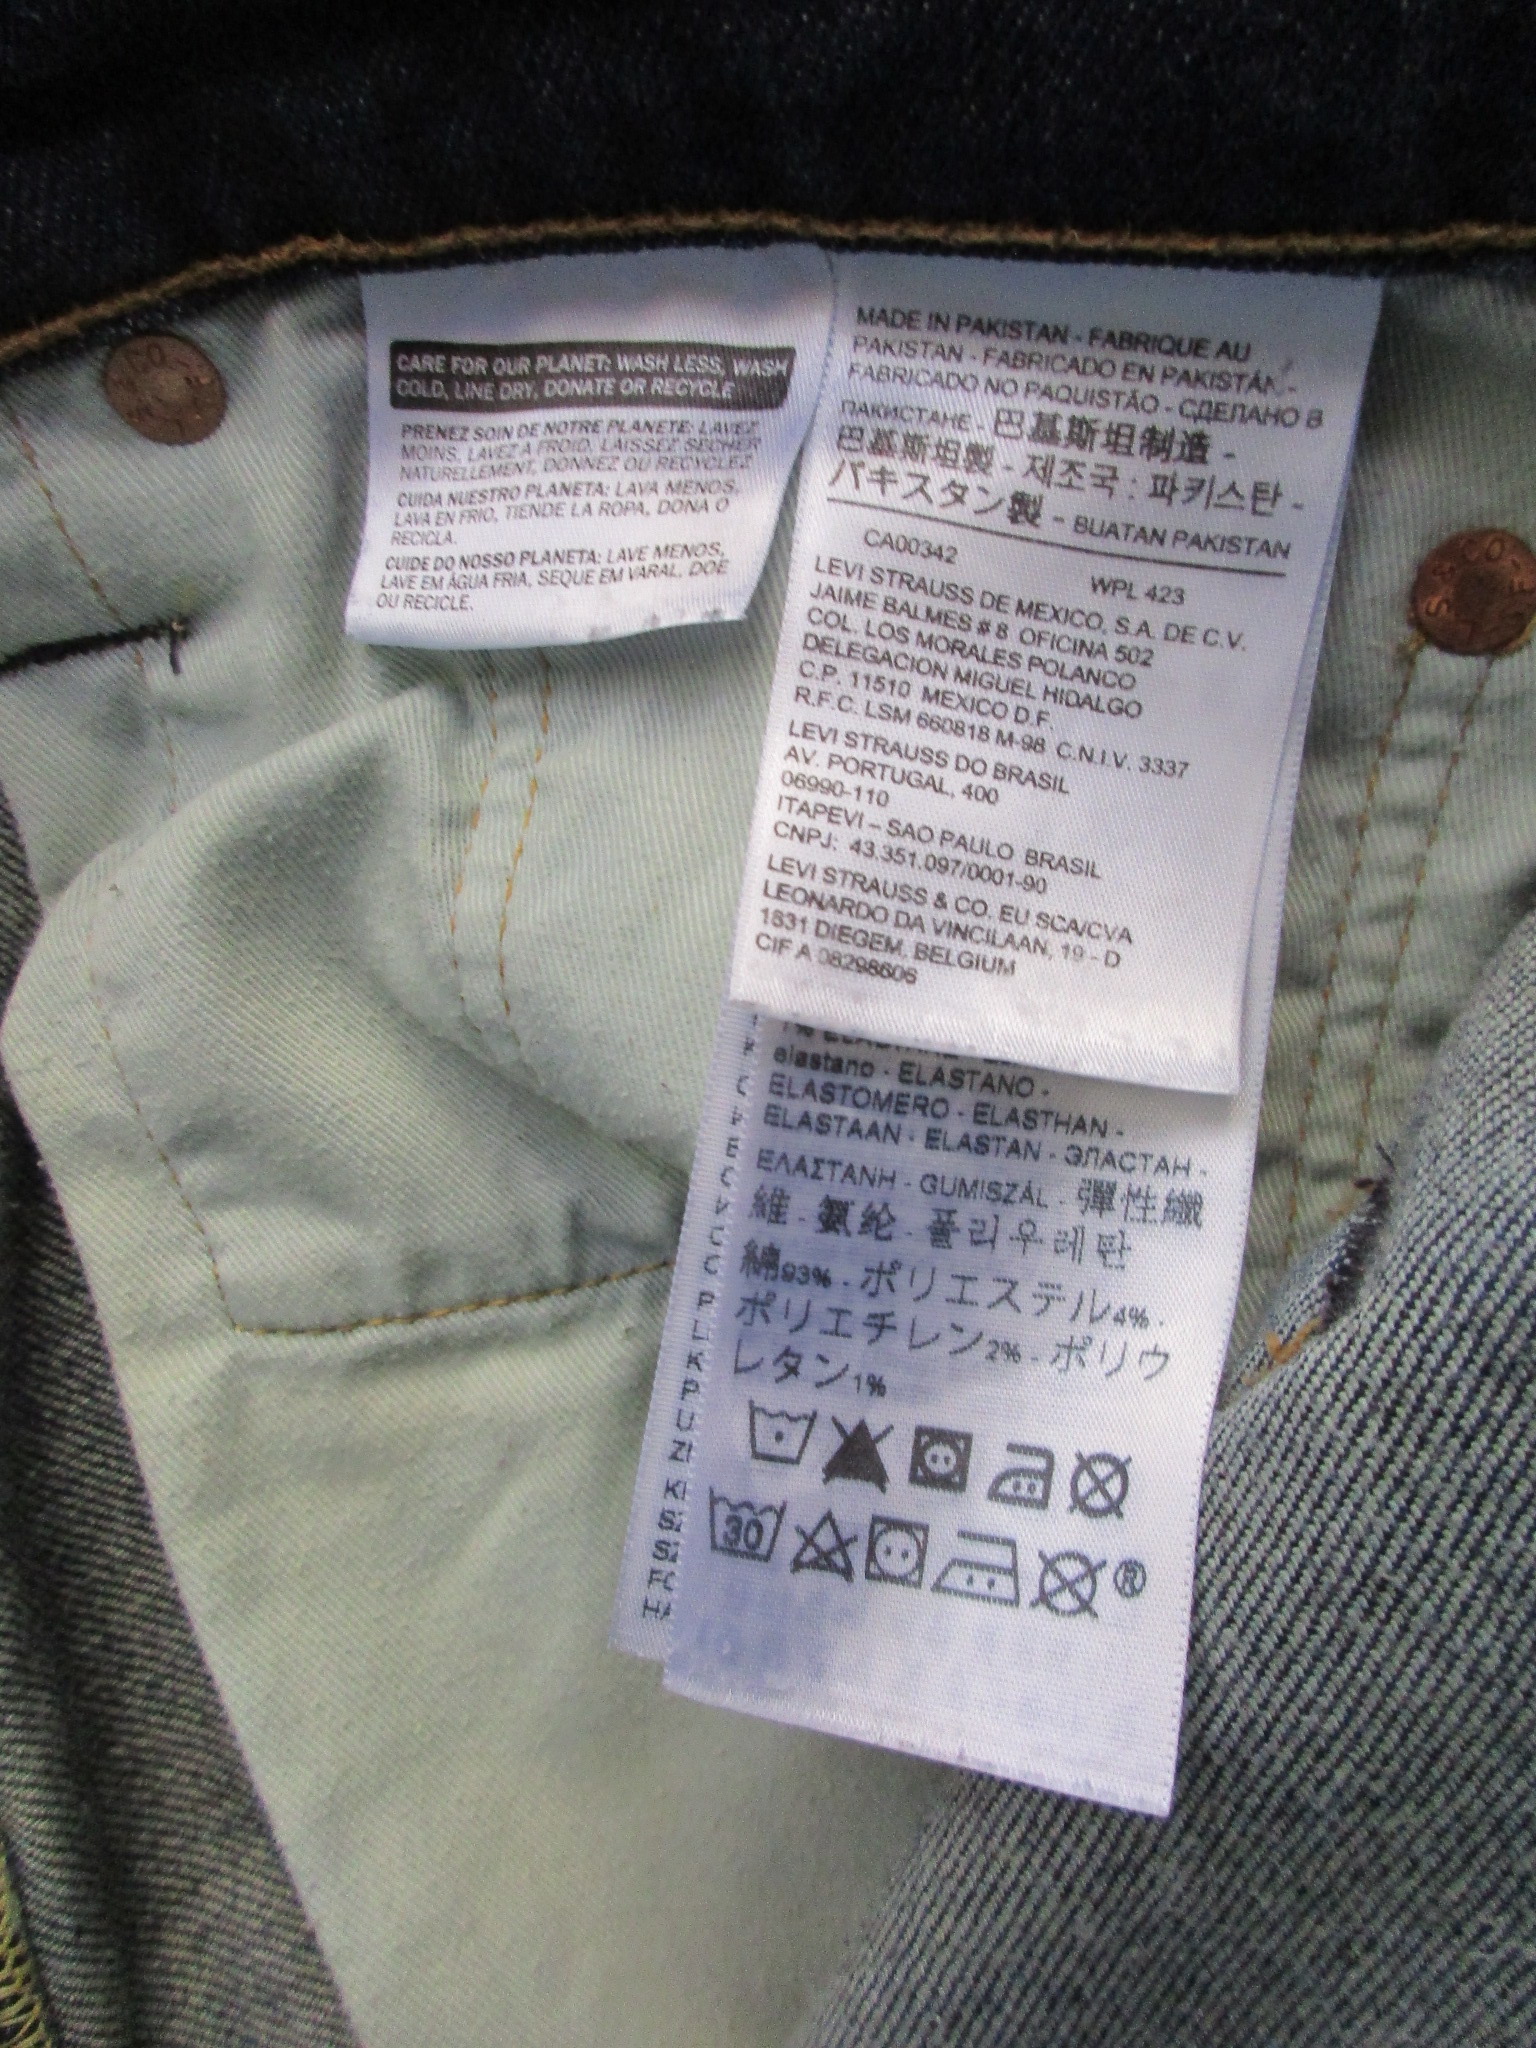 CARE FOR OUR PLANET: WASH LESS, WASH
COLD, LINE DRY, DONATE OR RECYCLE
PRENEZ SOIN DE NOTRE PLANETE: LAVEZ
MOINS, LAVEZ A FROID, LAISSEZ SECHER
NATURELLEMENT, DONNEZ OU RECYCLEZ
CUIDA NUESTRO PLANETA: LAVA MENOS,
LAVA EN FRIO, TIENDE LA ROPA, DONA O
RECICLA.
CUIDE DO NOSSO PLANETA: LAVE MENOS,
LAVE EM ÁGUA FRIA, SEQUE EM VARAL, DOE
OU RECICLE.
MADE IN PAKISTAN - FABRIQUE AU
PAKISTAN - FABRICADO EN PAKISTÁN -
FABRICADO NO PAQUISTÃO - СДЕЛАНО В
ПАКИСТАНЕ - 巴基斯坦制造 -
巴基斯坦製 - 제조국 : 파키스탄 -
パキスタン製 - BUATAN PAKISTAN
CA00342 WPL 423
LEVI STRAUSS DE MEXICO, S.A. DE C.V.
JAIME BALMES # 8 OFICINA 502
COL. LOS MORALES POLANCO
DELEGACION MIGUEL HIDALGO
C.P. 11510 MEXICO D.F.
R.F.C. LSM 660818 M-98 C.N.I.V. 3337
LEVI STRAUSS DO BRASIL
AV. PORTUGAL, 400
06990-110
ITAPEVI – SAO PAULO BRASIL
CNPJ: 43.351.097/0001-90
LEVI STRAUSS & CO. EU SCA/CVA
LEONARDO DA VINCILAAN, 19 - D
1831 DIEGEM, BELGIUM
CIF A 08298606
elastano - ELASTANO -
ELASTOMERO - ELASTHAN -
ELASTAAN - ELASTAN - ЭЛАСТАН -
ΕΛΑΣΤΑΝΗ - GUMISZÁL - 彈性纖
維 - 氨纶 - 폴리우레탄
綿93% - ポリエステル4% -
ポリエチレン2% - ポリウ
レタン1%
30
®